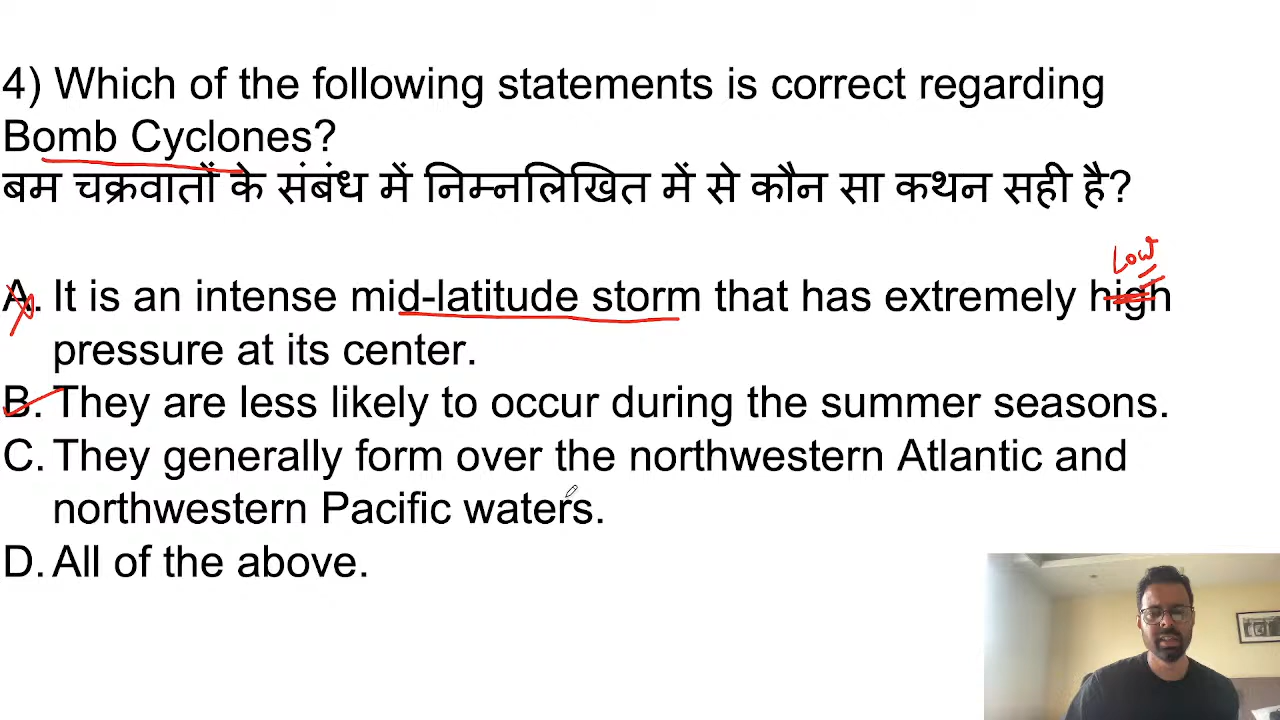 4) Which of the following statements is correct regarding
Bomb Cyclones?
बम चक्रवातों के संबंध में निम्नलिखित में से कौन सा कथन सही है?
Low
A. It is an intense mid-latitude storm that has extremely high
pressure at its center.
B. They are less likely to occur during the summer seasons.
C. They generally form over the northwestern Atlantic and
northwestern Pacific waters.
D. All of the above.